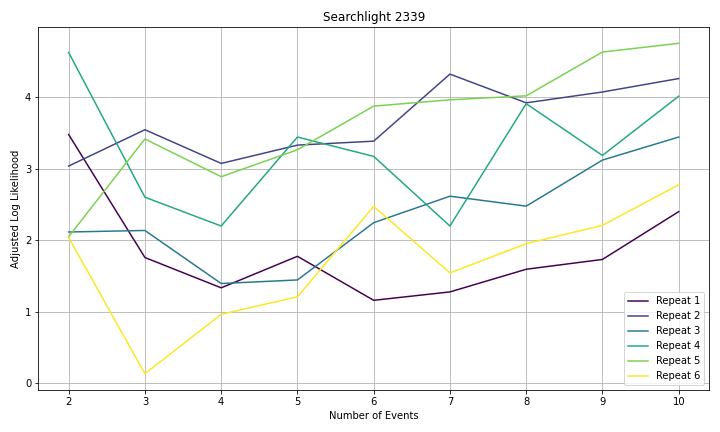 Searchlight 2339
Adjusted Log Likelihood
4
3
2
1
0
2 3 4 5 6 7 8 9 10
Number of Events
Repeat 1
Repeat 2
Repeat 3
Repeat 4
Repeat 5
Repeat 6